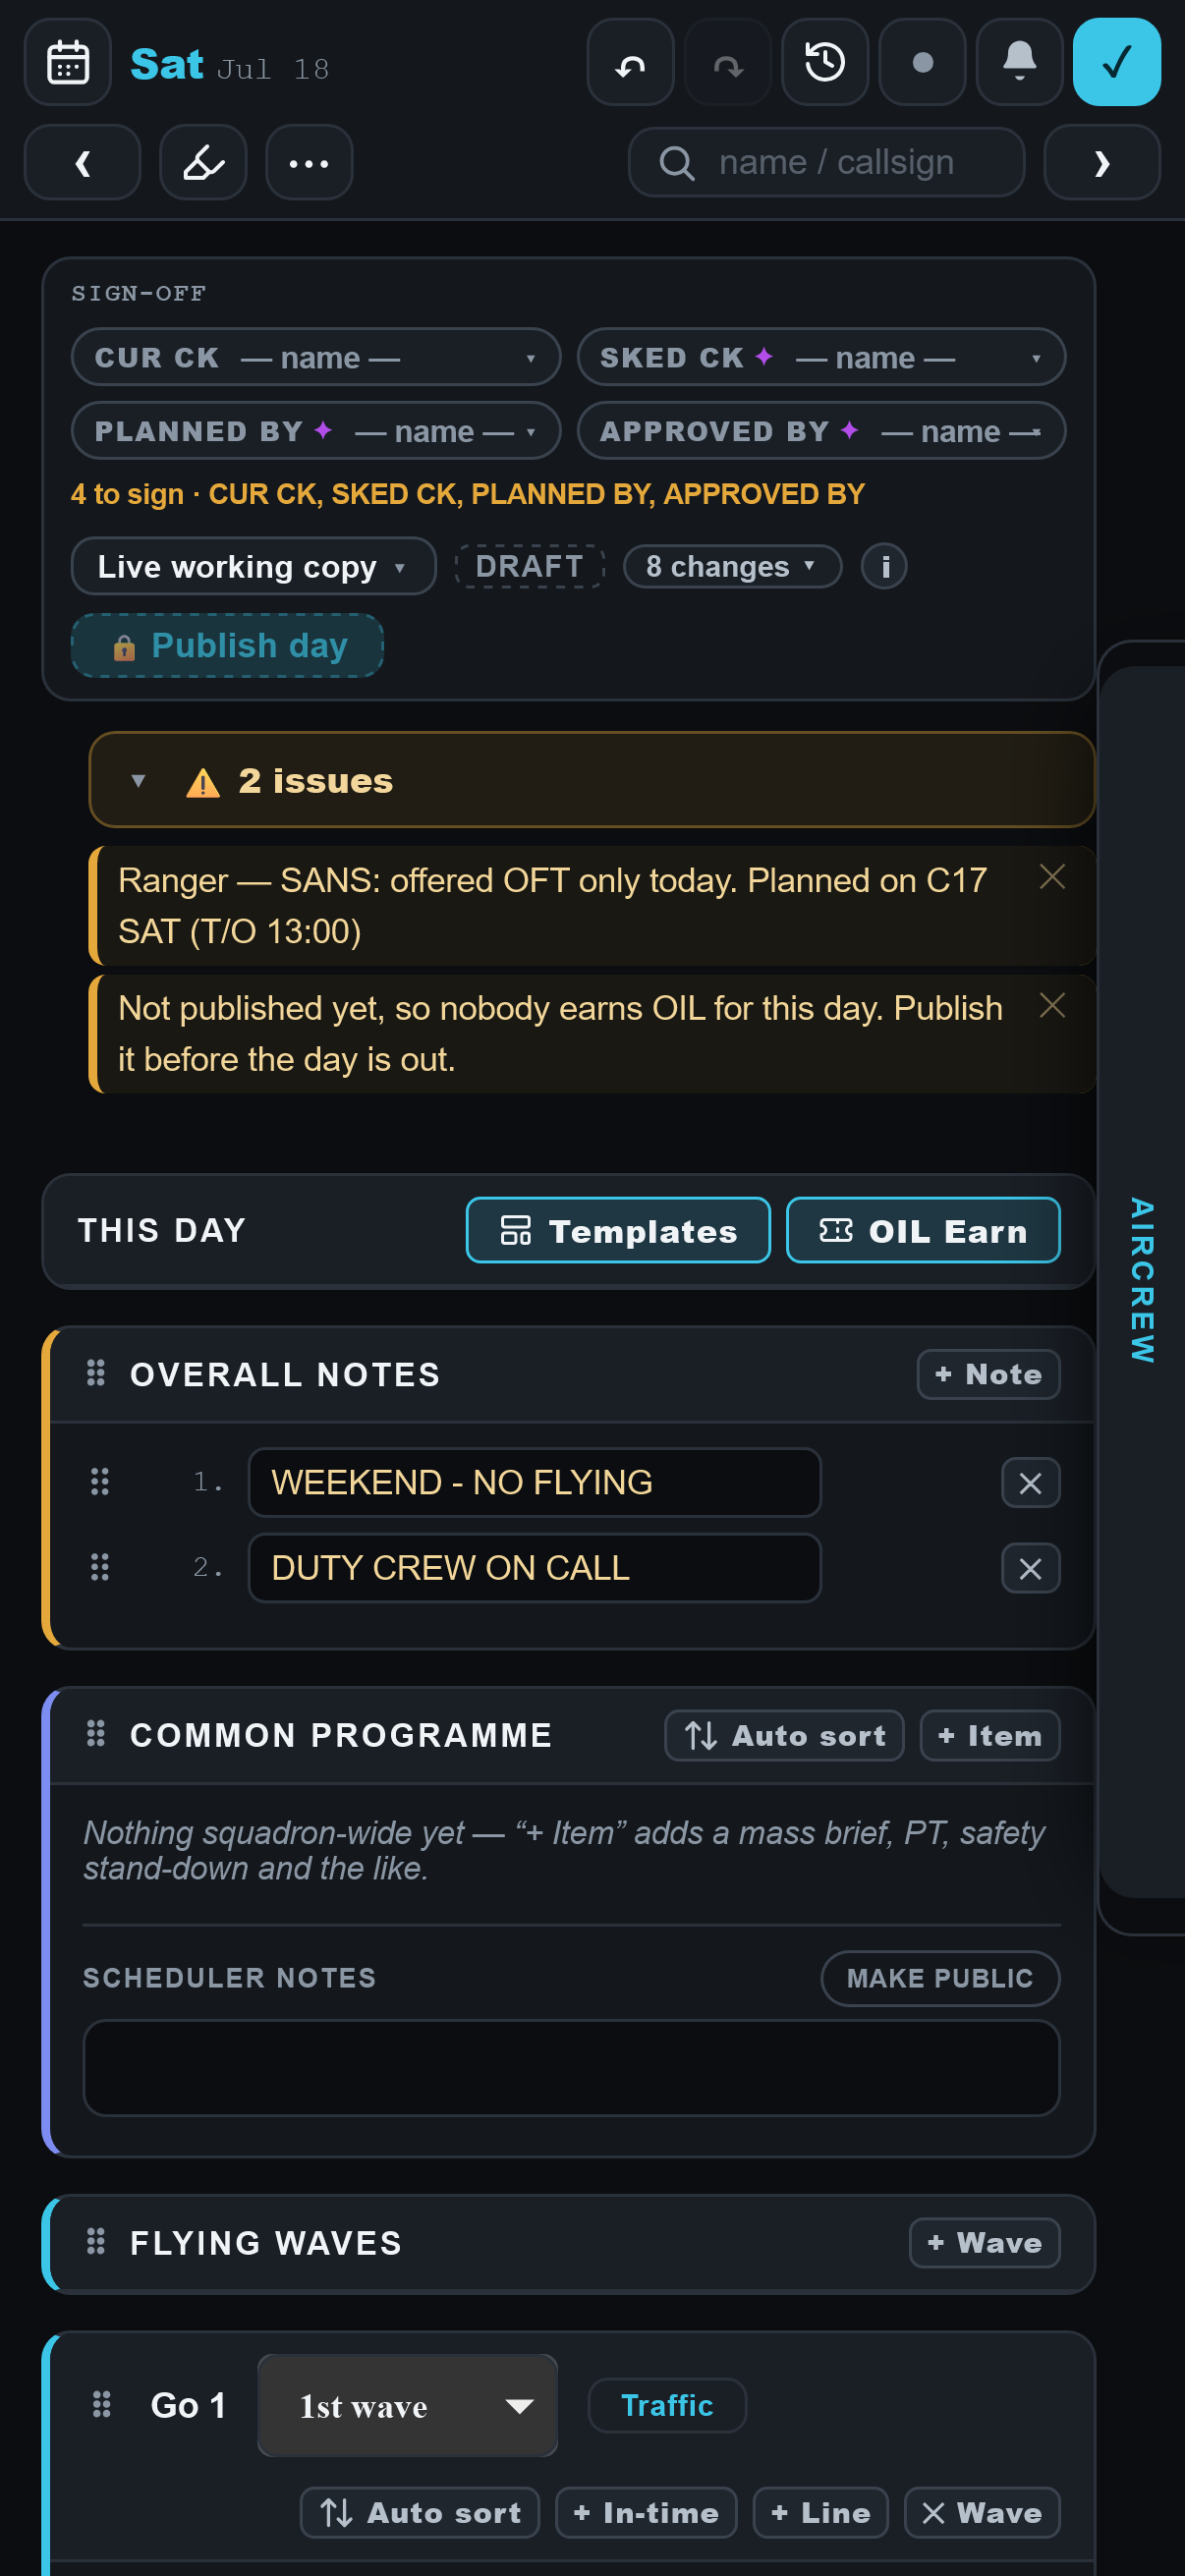 Sat Jul 18
name / callsign
SIGN-OFF
CUR CK — name —
SKED CK — name —
PLANNED BY — name —
APPROVED BY — name —
4 to sign · CUR CK, SKED CK, PLANNED BY, APPROVED BY
Live working copy DRAFT 8 changes i
Publish day
2 issues
Ranger — SANS: offered OFT only today. Planned on C17
SAT (T/O 13:00)
Not published yet, so nobody earns OIL for this day. Publish
it before the day is out.
AIRCREW
THIS DAY Templates OIL Earn
OVERALL NOTES + Note
1. WEEKEND - NO FLYING
2. DUTY CREW ON CALL
COMMON PROGRAMME Auto sort + Item
Nothing squadron-wide yet — “+ Item” adds a mass brief, PT, safety
stand-down and the like.
SCHEDULER NOTES MAKE PUBLIC
FLYING WAVES + Wave
Go 1 1st wave Traffic
Auto sort + In-time + Line × Wave